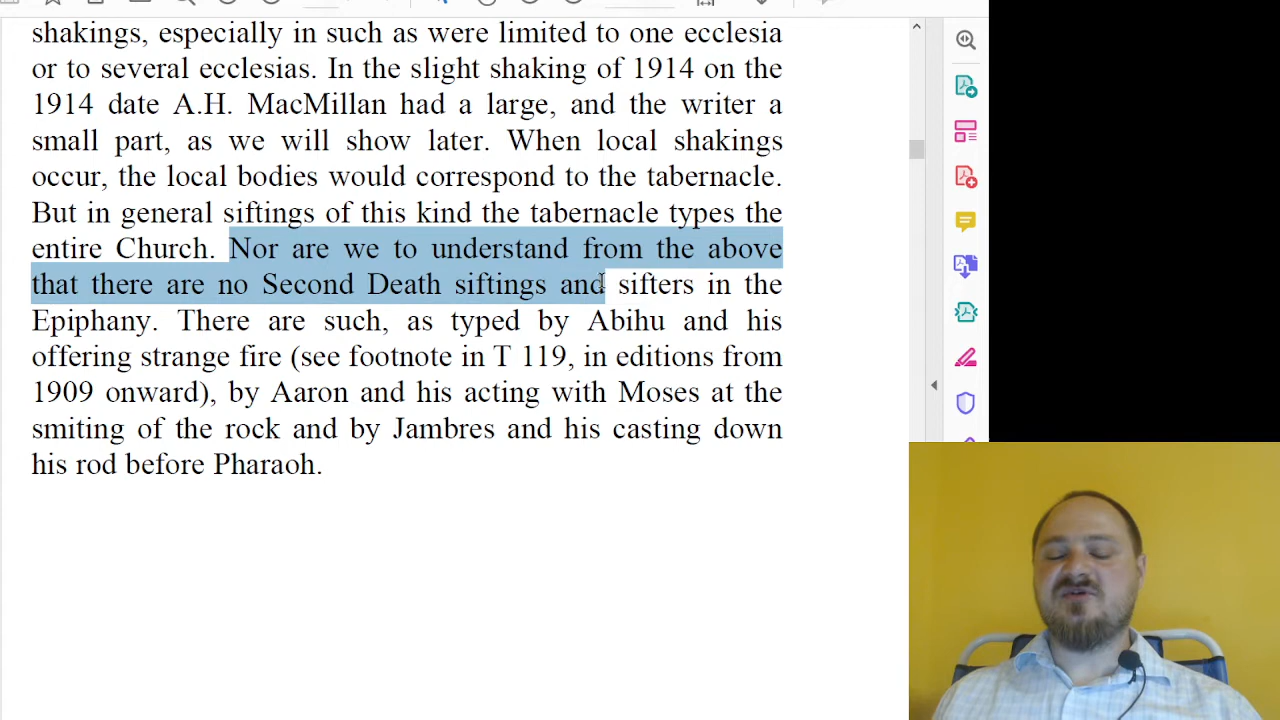 shakings, especially in such as were limited to one ecclesia
or to several ecclesias. In the slight shaking of 1914 on the
1914 date A.H. MacMillan had a large, and the writer a
small part, as we will show later. When local shakings
occur, the local bodies would correspond to the tabernacle.
But in general siftings of this kind the tabernacle types the
entire Church. Nor are we to understand from the above
that there are no Second Death siftings and sifters in the
Epiphany. There are such, as typed by Abihu and his
offering strange fire (see footnote in T 119, in editions from
1909 onward), by Aaron and his acting with Moses at the
smiting of the rock and by Jambres and his casting down
his rod before Pharaoh.